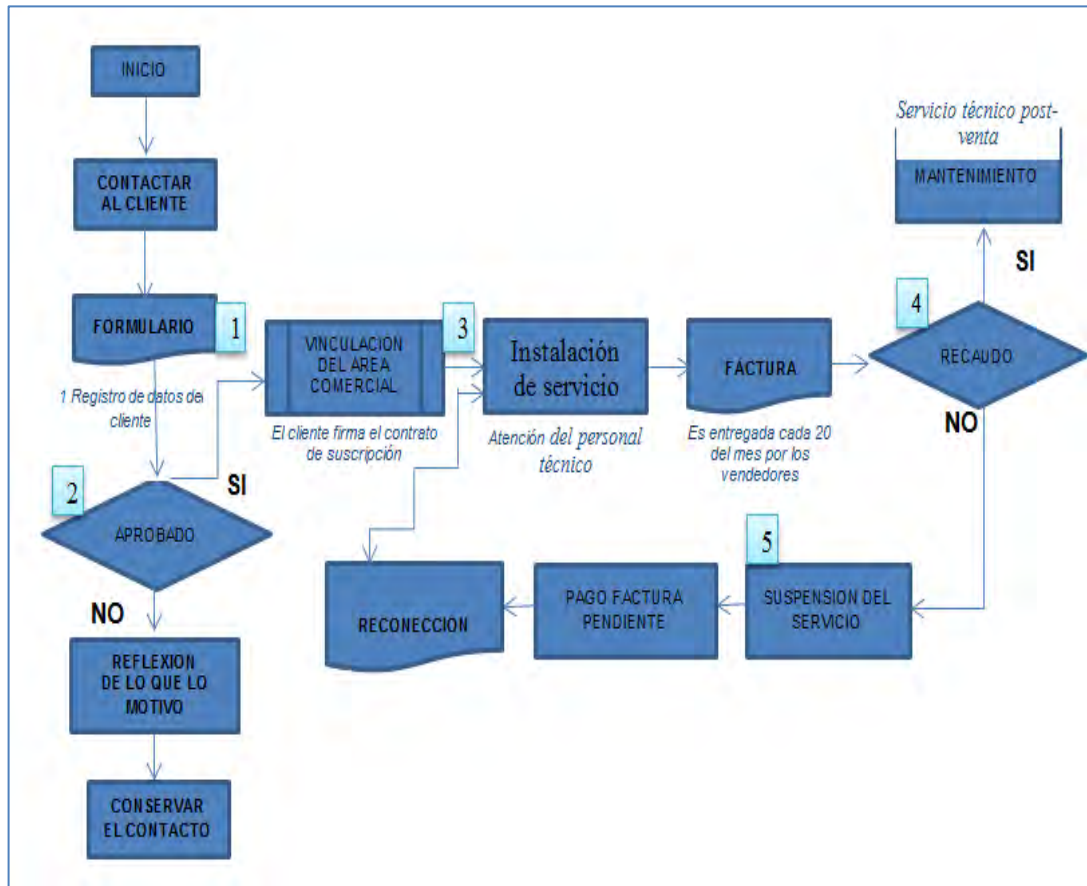 INICIO
CONTACTAR
AL CLIENTE
FORMULARIO
1
1 Registro de datos del
cliente
2
SI
APROBADO
NO
REFLEXION
DE LO QUE LO
MOTIVO
CONSERVAR
EL CONTACTO
VINCULACION
DEL AREA
COMERCIAL
3
El cliente firma el contrato
de suscripción
Instalación
de servicio
Atención del personal
técnico
FACTURA
Es entregada cada 20
del mes por los
vendedores
4
RECAUDO
SI
Servicio técnico post-
venta
MANTENIMIENTO
NO
5
SUSPENSION DEL
SERVICIO
PAGO FACTURA
PENDIENTE
RECONECCIÓN